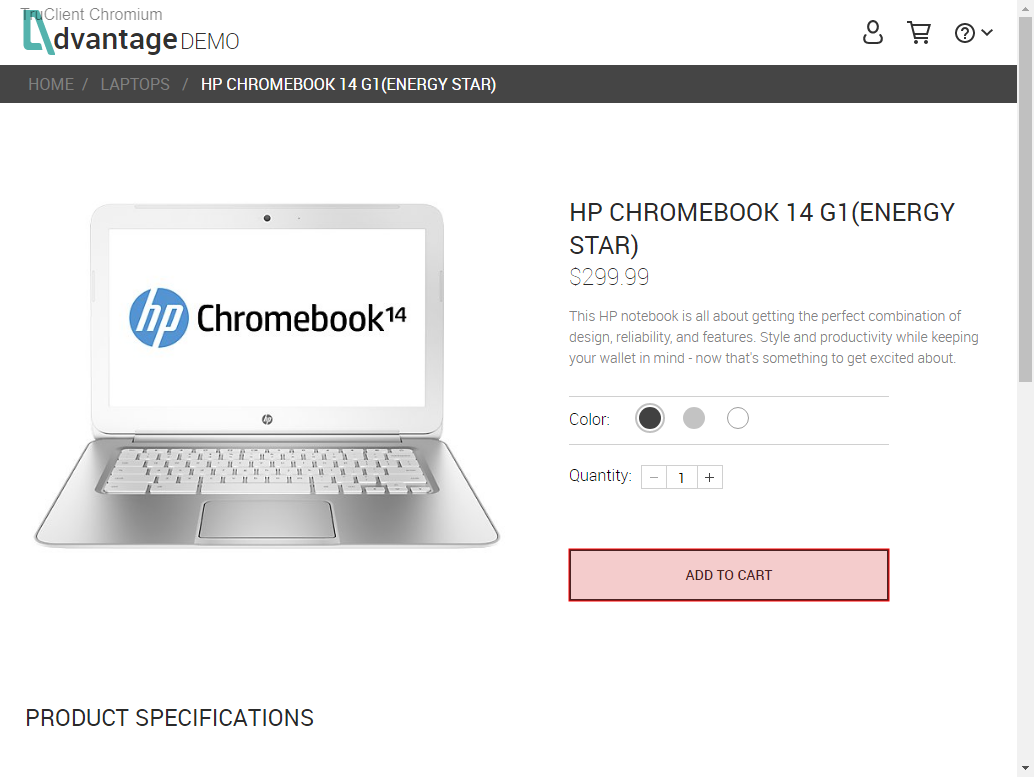 TruClient Chromium
dvantage DEMO
HOME / LAPTOPS / HP CHROMEBOOK 14 G1(ENERGY STAR)
hp Chromebook14
hp
HP CHROMEBOOK 14 G1(ENERGY
STAR)
$299.99
This HP notebook is all about getting the perfect combination of
design, reliability, and features. Style and productivity while keeping
your wallet in mind - now that's something to get excited about.
Color:
Quantity: − 1 +
ADD TO CART
PRODUCT SPECIFICATIONS